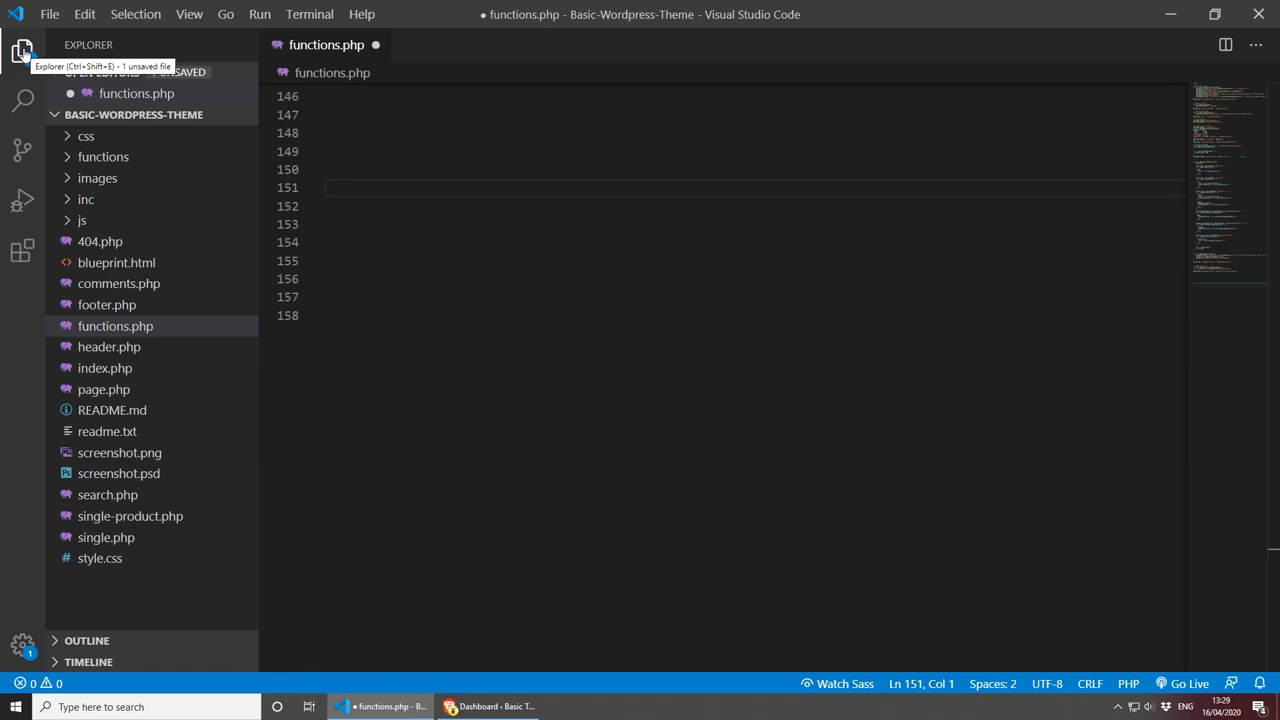 File Edit Selection View Go Run Terminal Help
● functions.php - Basic-Wordpress-Theme - Visual Studio Code
EXPLORER
functions.php
Explorer (Ctrl+Shift+E) - 1 unsaved file
UNSAVED
functions.php
functions.php
BASIC-WORDPRESS-THEME
css
functions
images
inc
js
404.php
blueprint.html
comments.php
footer.php
functions.php
header.php
index.php
page.php
README.md
readme.txt
screenshot.png
screenshot.psd
search.php
single-product.php
single.php
style.css
OUTLINE
TIMELINE
146
147
148
149
150
151
152
153
154
155
156
157
158
1
0 0
Watch Sass
Ln 151, Col 1
Spaces: 2
UTF-8
CRLF
PHP
Go Live
Type here to search
● functions.php - B...
Dashboard ‹ Basic T...
ENG
13:29
16/04/2020
4